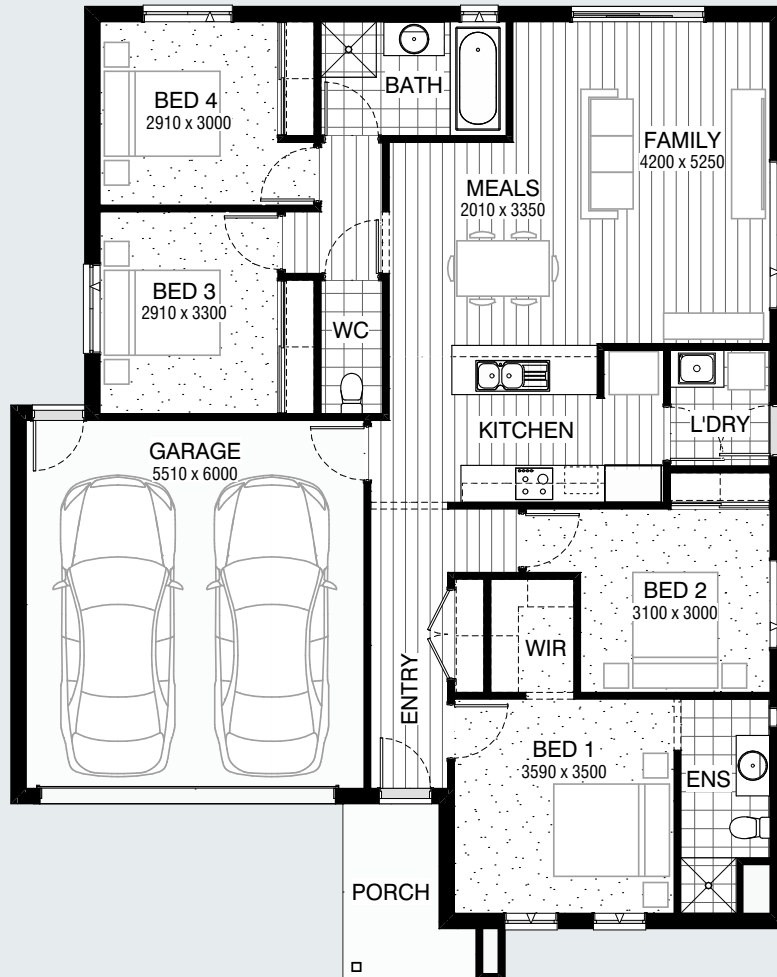 BED 4
2910 x 3000
BATH
FAMILY
4200 x 5250
MEALS
2010 x 3350
BED 3
2910 x 3300
WC
KITCHEN
L'DRY
GARAGE
5510 x 6000
BED 2
3100 x 3000
WIR
ENTRY
BED 1
3590 x 3500
ENS
PORCH